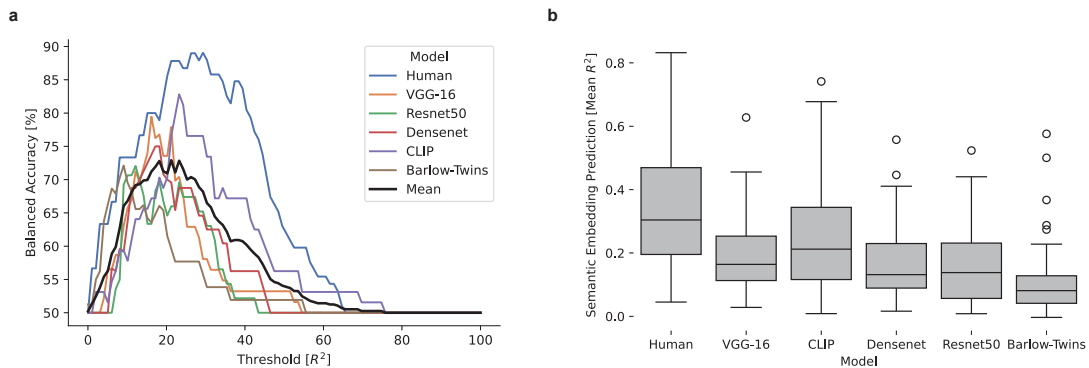 a
90
85
80
75
70
65
60
55
50
Balanced Accuracy [%]
0
20
40
60
80
100
Threshold [R²]
Model
Human
VGG-16
Resnet50
Densenet
CLIP
Barlow-Twins
Mean
b
0.8
0.6
0.4
0.2
0.0
Semantic Embedding Prediction [Mean R²]
Human
VGG-16
CLIP
Densenet
Resnet50
Barlow-Twins
Model